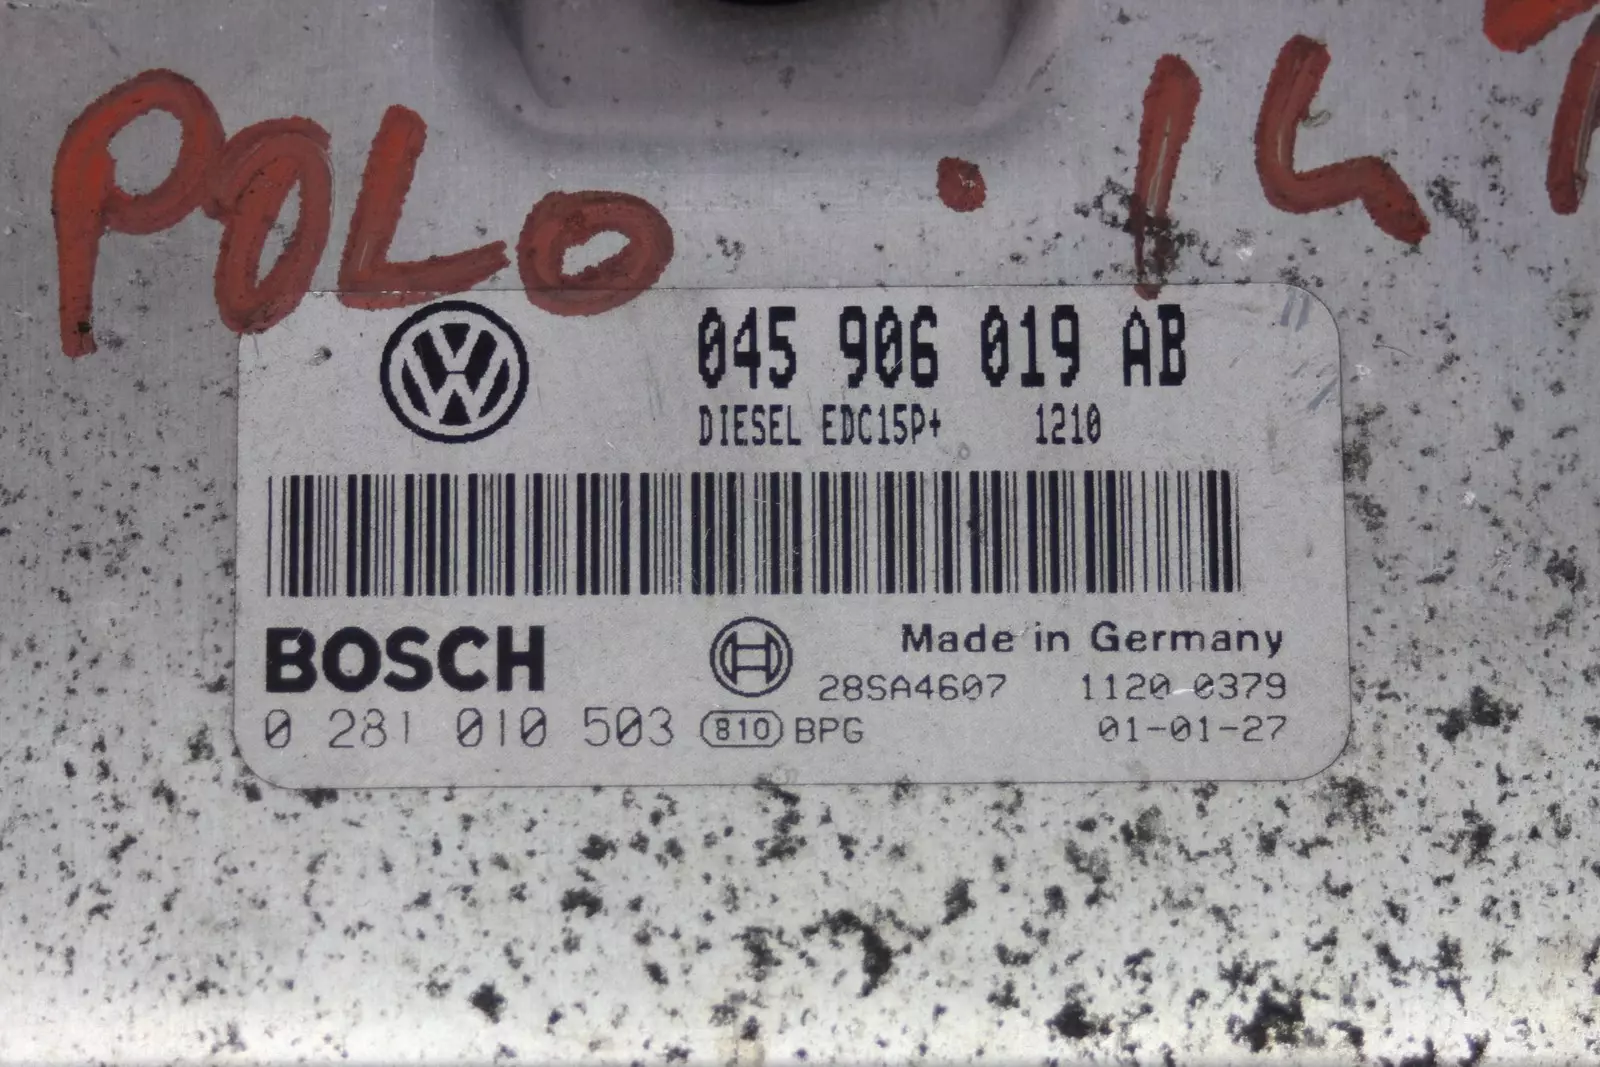 POLO . 14
045 906 019 AB
DIESEL EDC15P+ 1210
BOSCH
Made in Germany
28SA4607 1120 0379
0 281 010 503 810 BPG 01-01-27